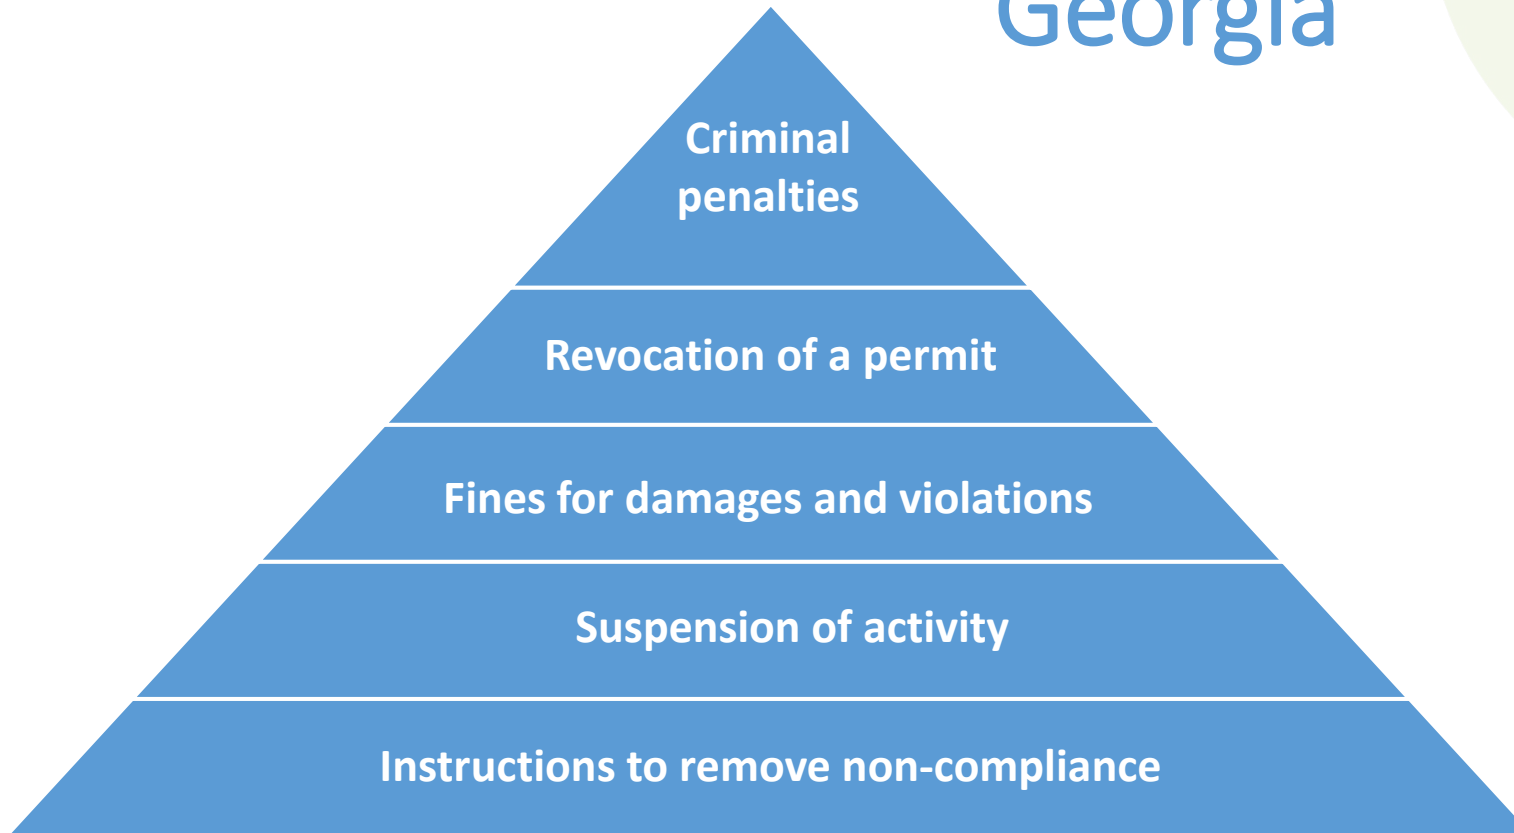 Georgia
Criminal
penalties
Revocation of a permit
Fines for damages and violations
Suspension of activity
Instructions to remove non-compliance